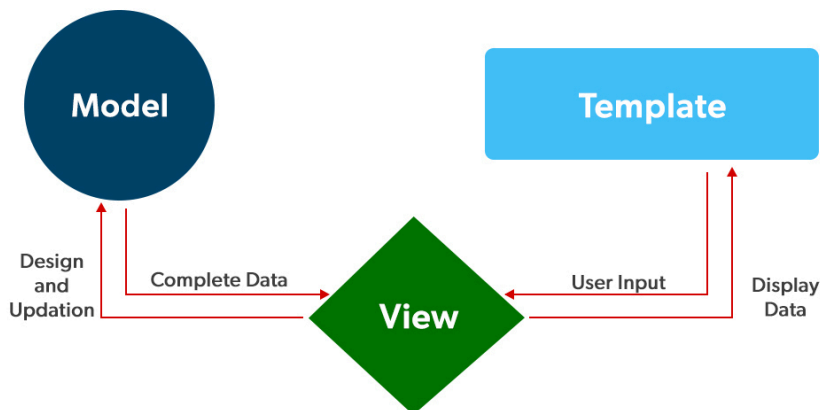 Model
Template
Design
and
Updation
Complete Data
User Input
Display
Data
View